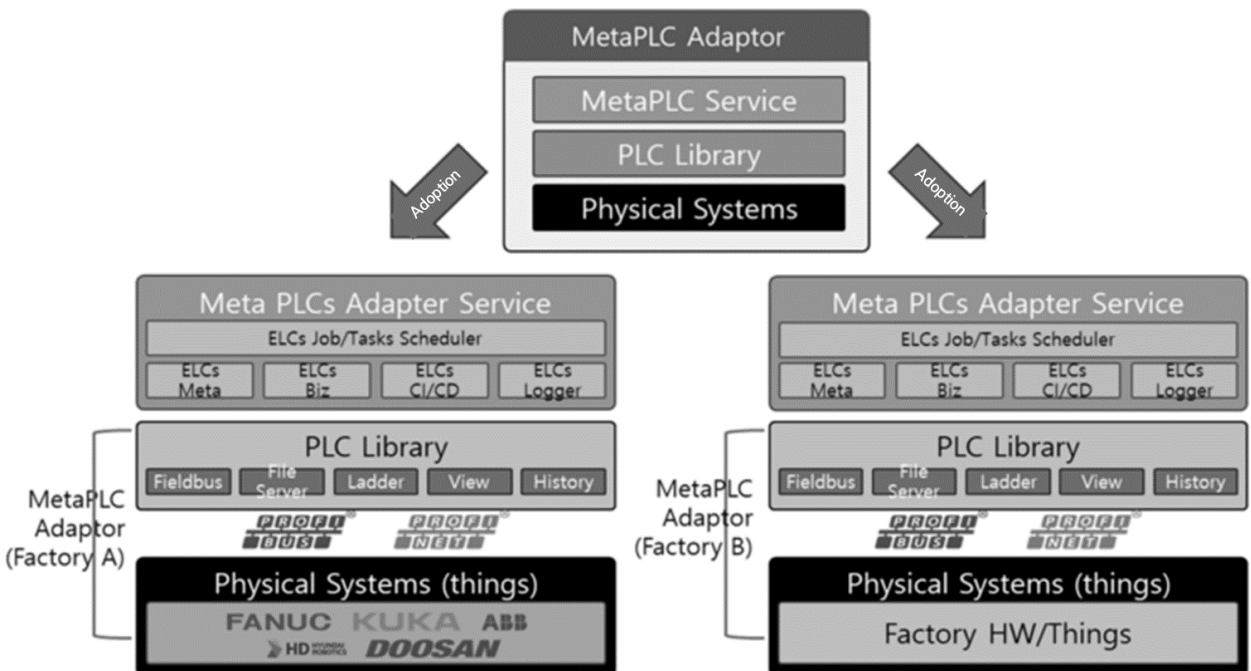 MetaPLC Adaptor
MetaPLC Service
PLC Library
Physical Systems
Adoption
Adoption
Meta PLCs Adapter Service
ELCs Job/Tasks Scheduler
ELCs
Meta
ELCs
Biz
ELCs
CI/CD
ELCs
Logger
PLC Library
Fieldbus
File
Server
Ladder
View
History
PROFI
BUS
PROFI
NET
MetaPLC
Adaptor
(Factory A)
Physical Systems (things)
FANUC KUKA ABB
HD HYUNDAI
ROBOTICS
DOOSAN
Meta PLCs Adapter Service
ELCs Job/Tasks Scheduler
ELCs
Meta
ELCs
Biz
ELCs
CI/CD
ELCs
Logger
PLC Library
Fieldbus
File
Server
Ladder
View
History
PROFI
BUS
PROFI
NET
MetaPLC
Adaptor
(Factory B)
Physical Systems (things)
Factory HW/Things